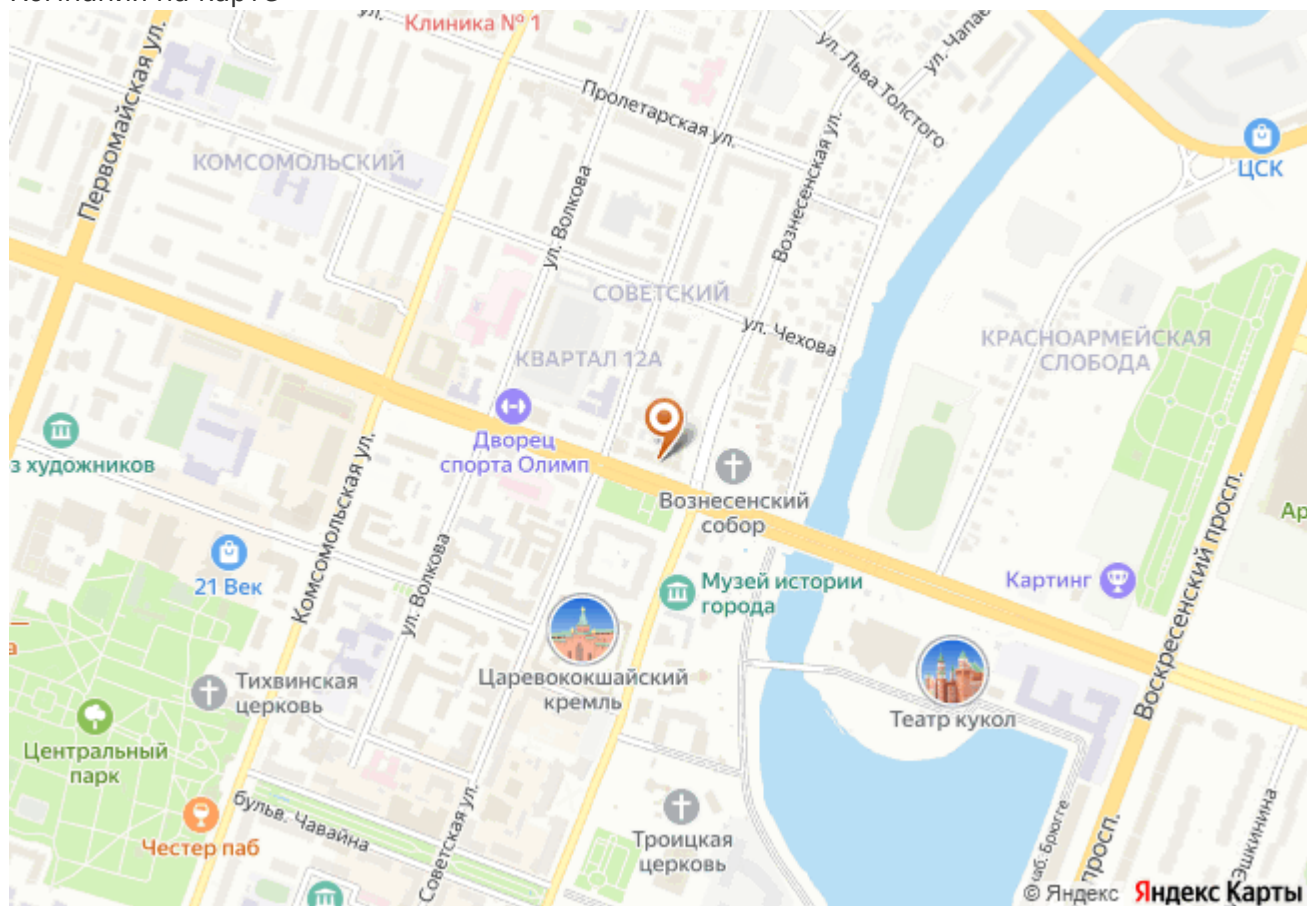 Клиника № 1
ул.
Первомайская ул.
Пролетарская ул.
ул. Льва Толстого
Вознесенская ул.
ЦСК
КОМСОМОЛЬСКИЙ
ул. Волкова
СОВЕТСКИЙ
ул. Чехова
КРАСНОАРМЕЙСКАЯ
СЛОБОДА
КВАРТАЛ 12А
Дворец
спорта Олимп
з художников
Комсомольская ул.
Вознесенский
собор
Воскресенский просп.
21 Век
ул. Волкова
Музей истории
города
Картинг
Царевококшайский
кремль
Тихвинская
церковь
Театр кукол
Центральный
парк
Честер паб
бульв. Чавайна
Советская ул.
Троицкая
церковь
наб. Брюгге
просп.
Эшкинина
© Яндекс Яндекс Карты